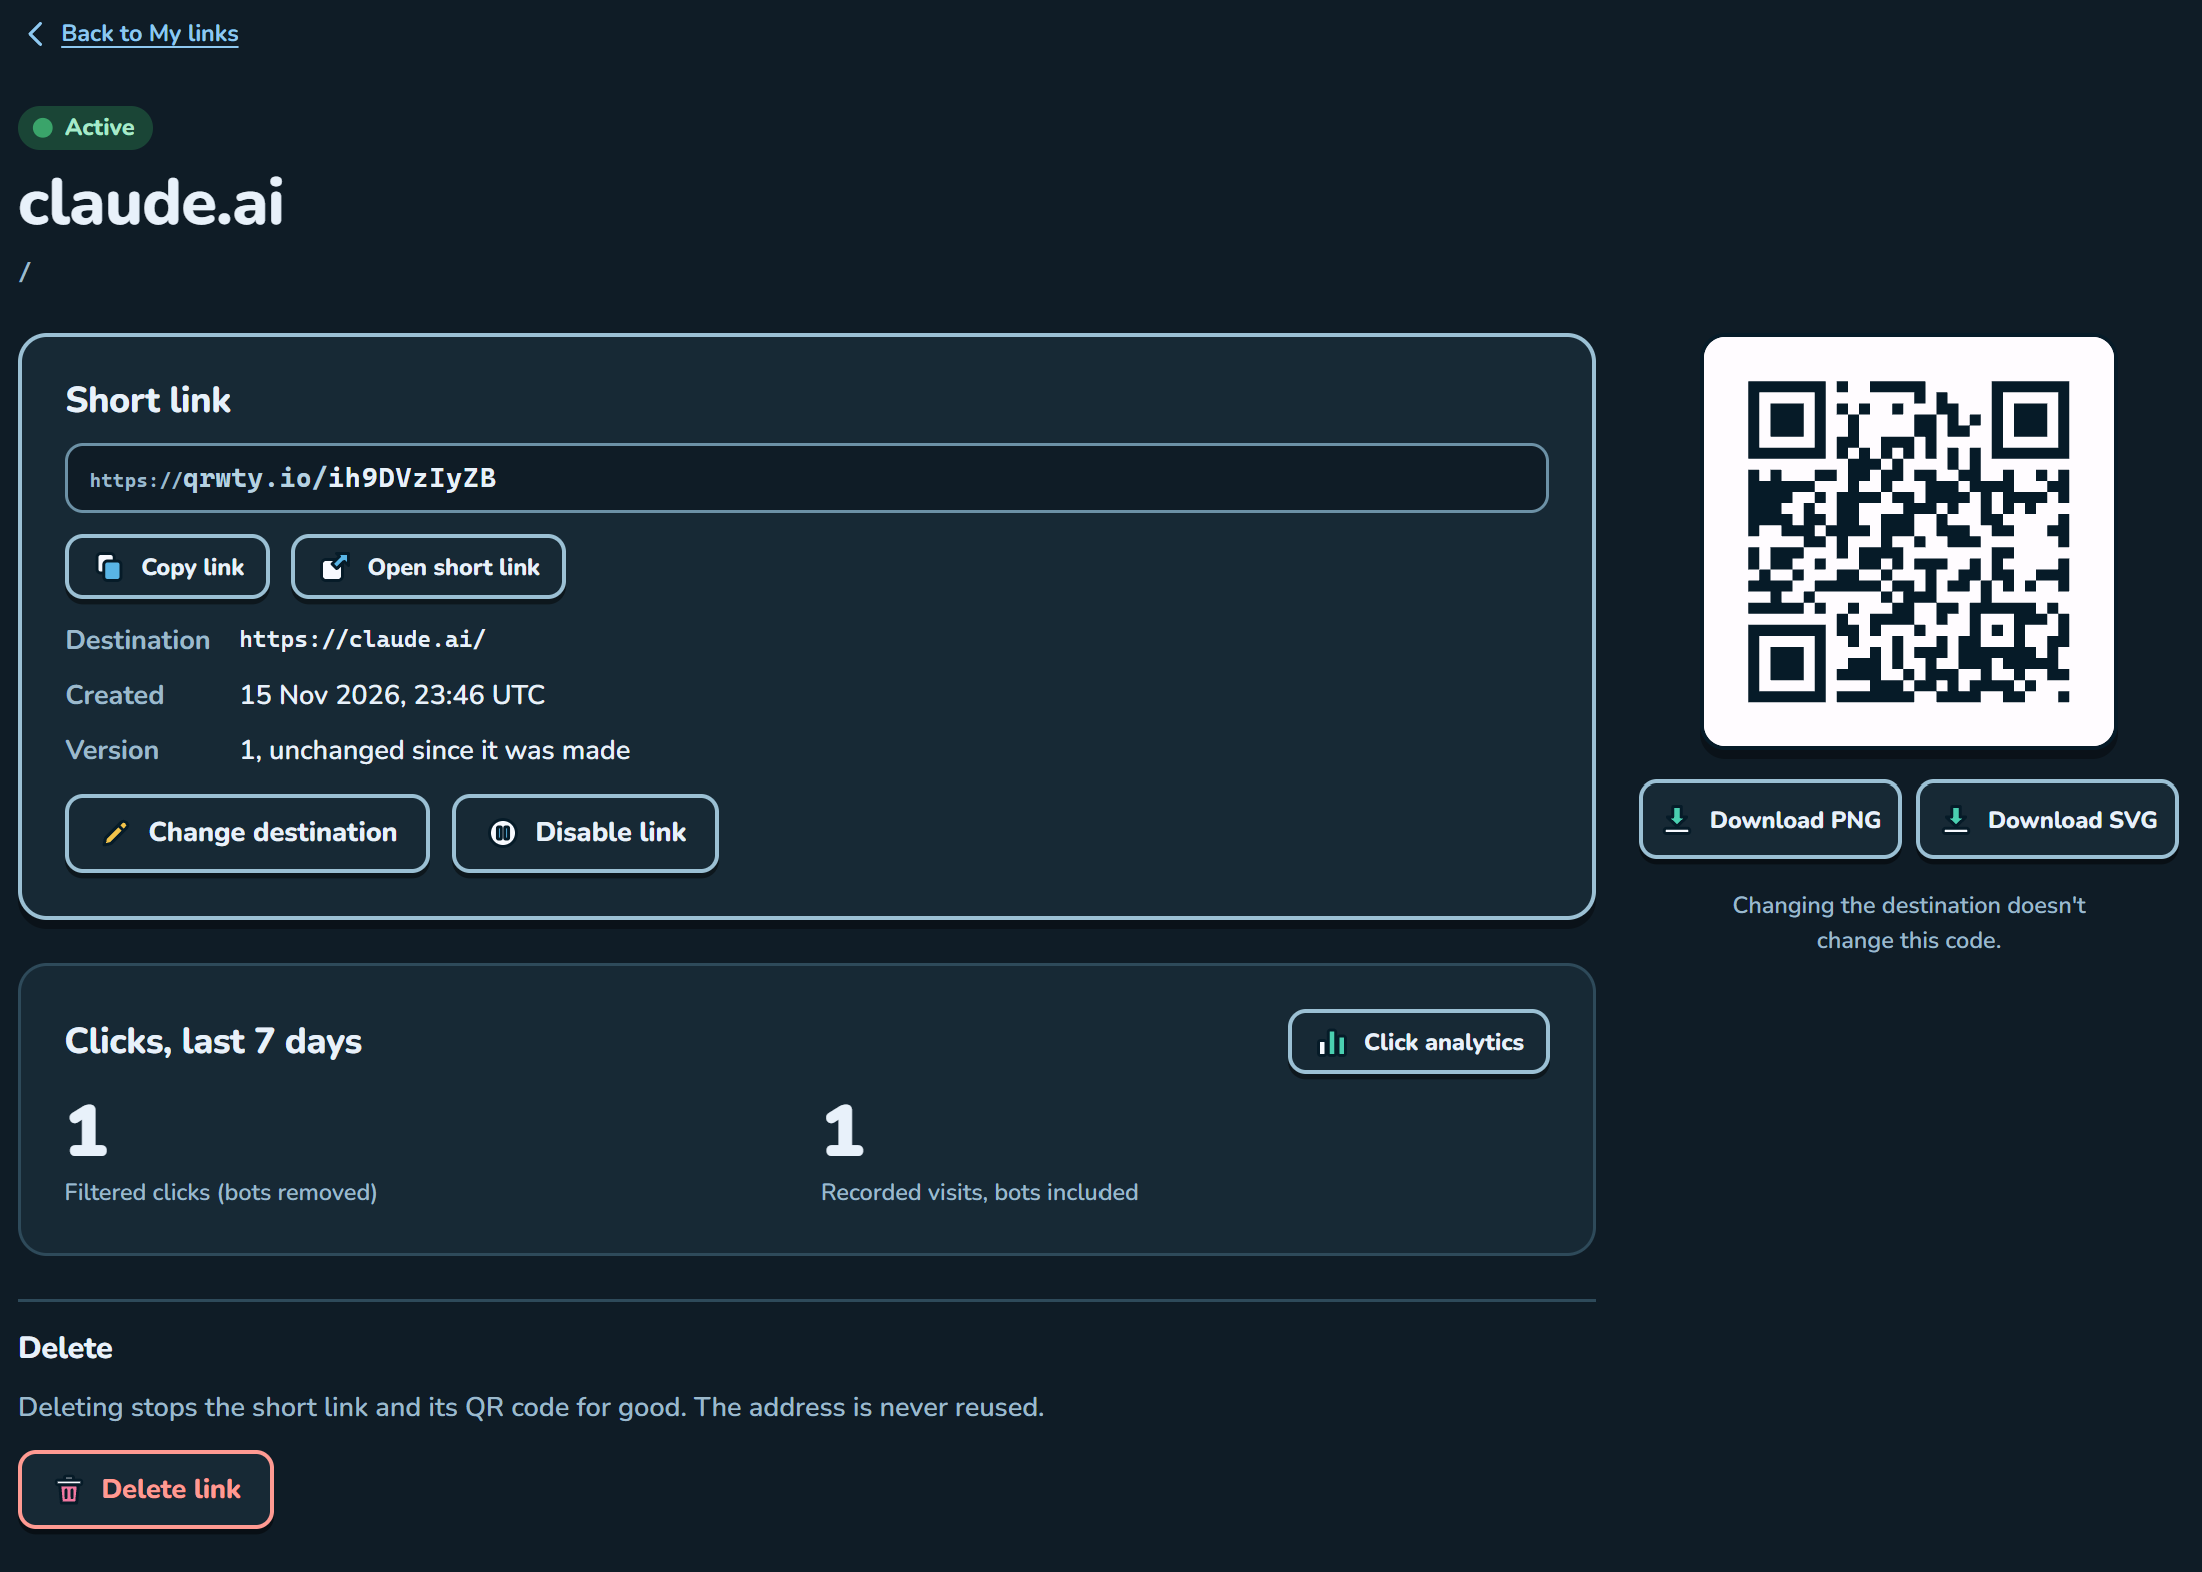 Back to My links
Active
claude.ai
/
Short link
https://qrwty.io/ih9DVzIyZB
Copy link
Open short link
Destination https://claude.ai/
Created 15 Nov 2026, 23:46 UTC
Version 1, unchanged since it was made
Change destination
Disable link
Download PNG
Download SVG
Changing the destination doesn't
change this code.
Clicks, last 7 days
Click analytics
1
Filtered clicks (bots removed)
1
Recorded visits, bots included
Delete
Deleting stops the short link and its QR code for good. The address is never reused.
Delete link